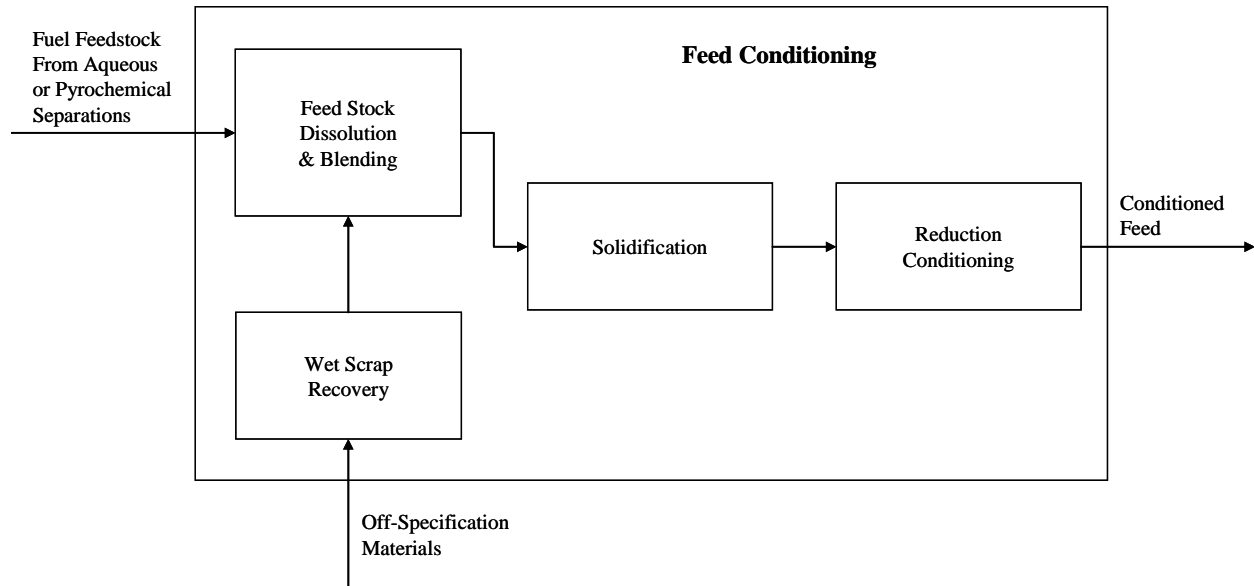 Fuel Feedstock
From Aqueous
or Pyrochemical
Separations
Feed Conditioning
Feed Stock
Dissolution
& Blending
Solidification
Reduction
Conditioning
Conditioned
Feed
Wet Scrap
Recovery
Off-Specification
Materials